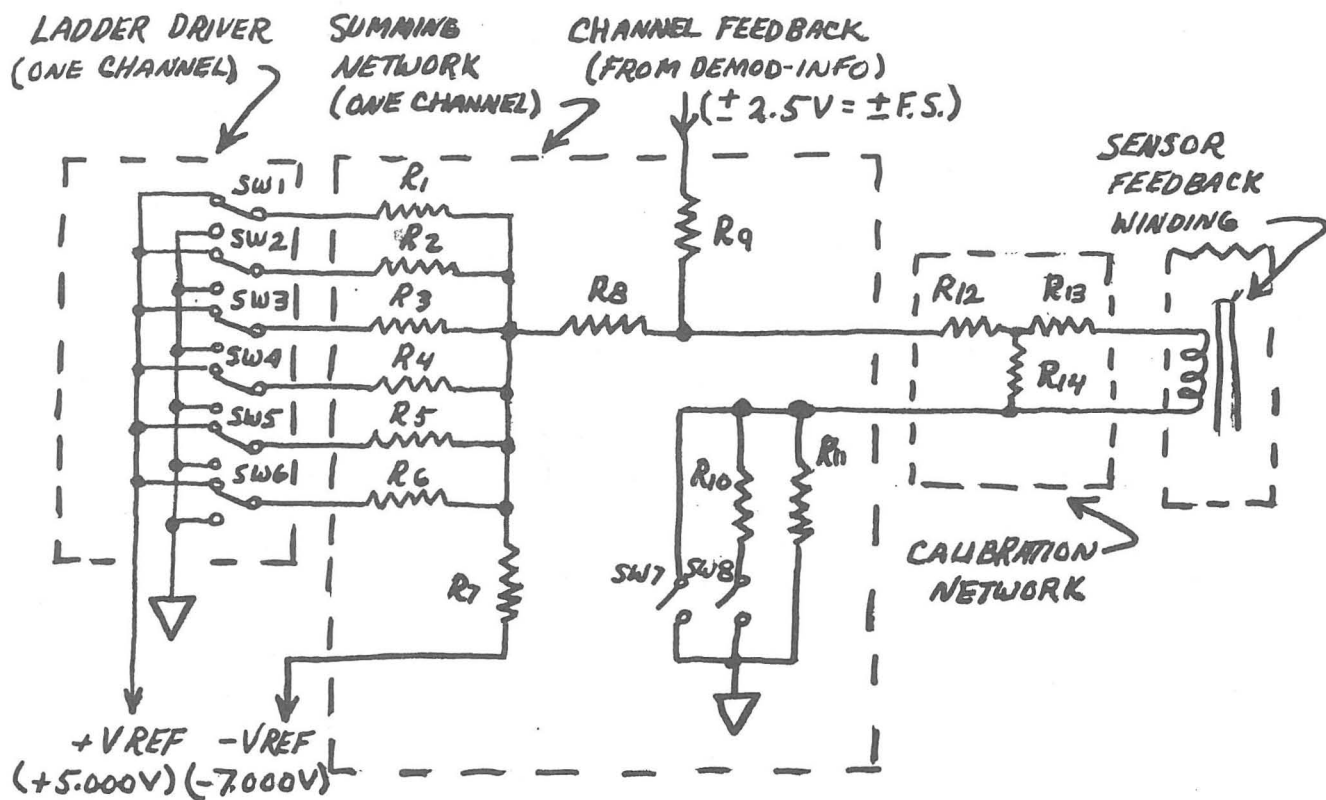 LADDER DRIVER
(ONE CHANNEL)
SUMMING
NETWORK
(ONE CHANNEL)
CHANNEL FEEDBACK
(FROM DEMOD-INFO)
(± 2.5V = ± F.S.)
SENSOR
FEEDBACK
WINDING
SW1
R1
SW2
R2
SW3
R3
SW4
R4
SW5
R5
SW6
R6
R7
R8
R9
R12
R13
R14
R10
R11
SW7
SW8
CALIBRATION
NETWORK
+VREF
(+5.000V)
-VREF
(-7.000V)